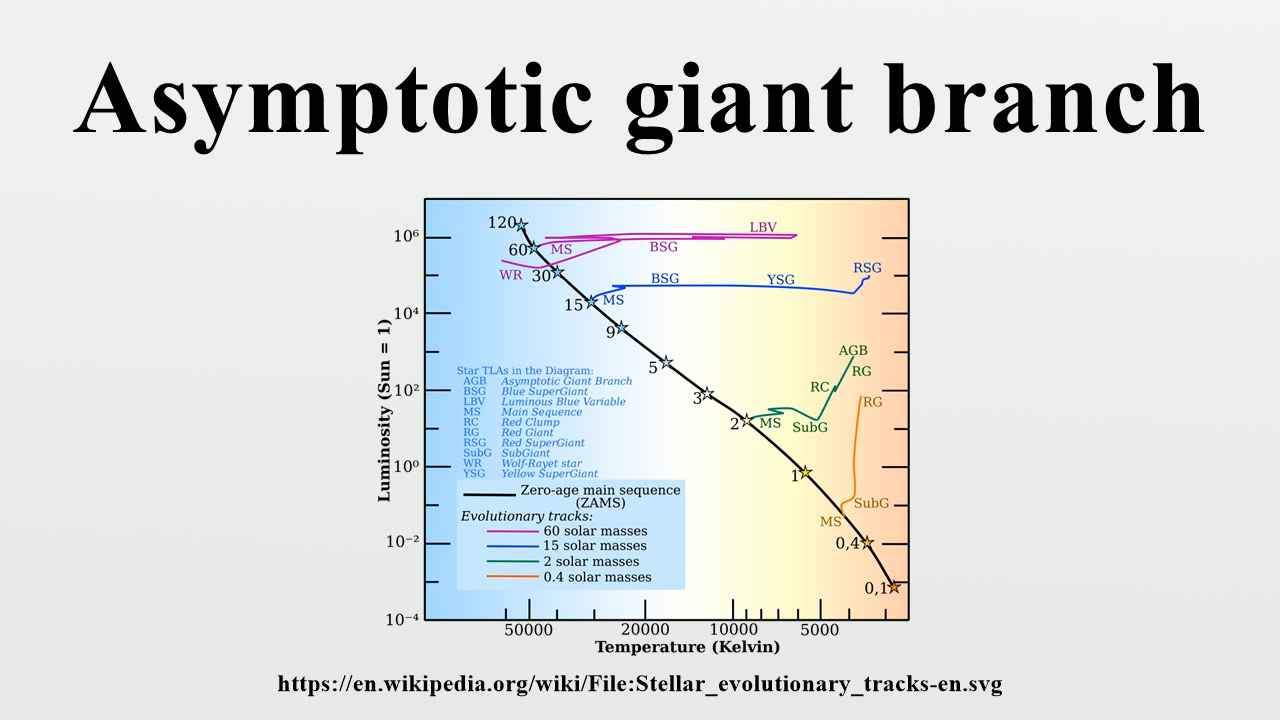 Asymptotic giant branch
120
10⁶
LBV
60
MS
BSG
WR
30
RSG
BSG
YSG
15
MS
10⁴
9
AGB
5
RG
Star TLAs in the Diagram:
AGB Asymptotic Giant Branch
BSG Blue SuperGiant
LBV Luminous Blue Variable
MS Main Sequence
RC Red Clump
RG Red Giant
RSG Red SuperGiant
SubG SubGiant
WR Wolf-Rayet star
YSG Yellow SuperGiant
RC
10²
3
RG
2
MS
SubG
Luminosity (Sun = 1)
10⁰
1
Zero-age main sequence
(ZAMS)
Evolutionary tracks:
60 solar masses
15 solar masses
2 solar masses
0.4 solar masses
SubG
MS
10⁻²
0,4
0,1
10⁻⁴
50000 20000 10000 5000
Temperature (Kelvin)
https://en.wikipedia.org/wiki/File:Stellar_evolutionary_tracks-en.svg